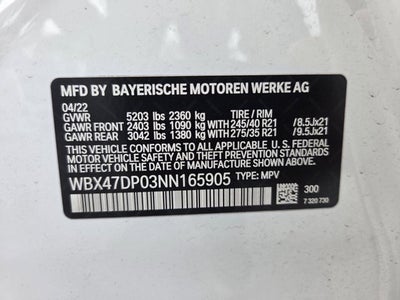 MFD BY BAYERISCHE MOTOREN WERKE AG
04/22
GVWR 5203 lbs 2360 kg TIRE / RIM
GAWR FRONT 2403 lbs 1090 kg WITH 245/40 R21 /8.5Jx21
GAWR REAR 3042 lbs 1380 kg WITH 275/35 R21 /9.5Jx21
THIS VEHICLE CONFORMS TO ALL APPLICABLE U.S. FEDERAL
MOTOR VEHICLE SAFETY AND THEFT PREVENTION STANDARDS
IN EFFECT ON THE DATE OF MANUFACTURE SHOWN ABOVE.
WBX47DP03NN165905 TYPE: MPV
300
7 320 730